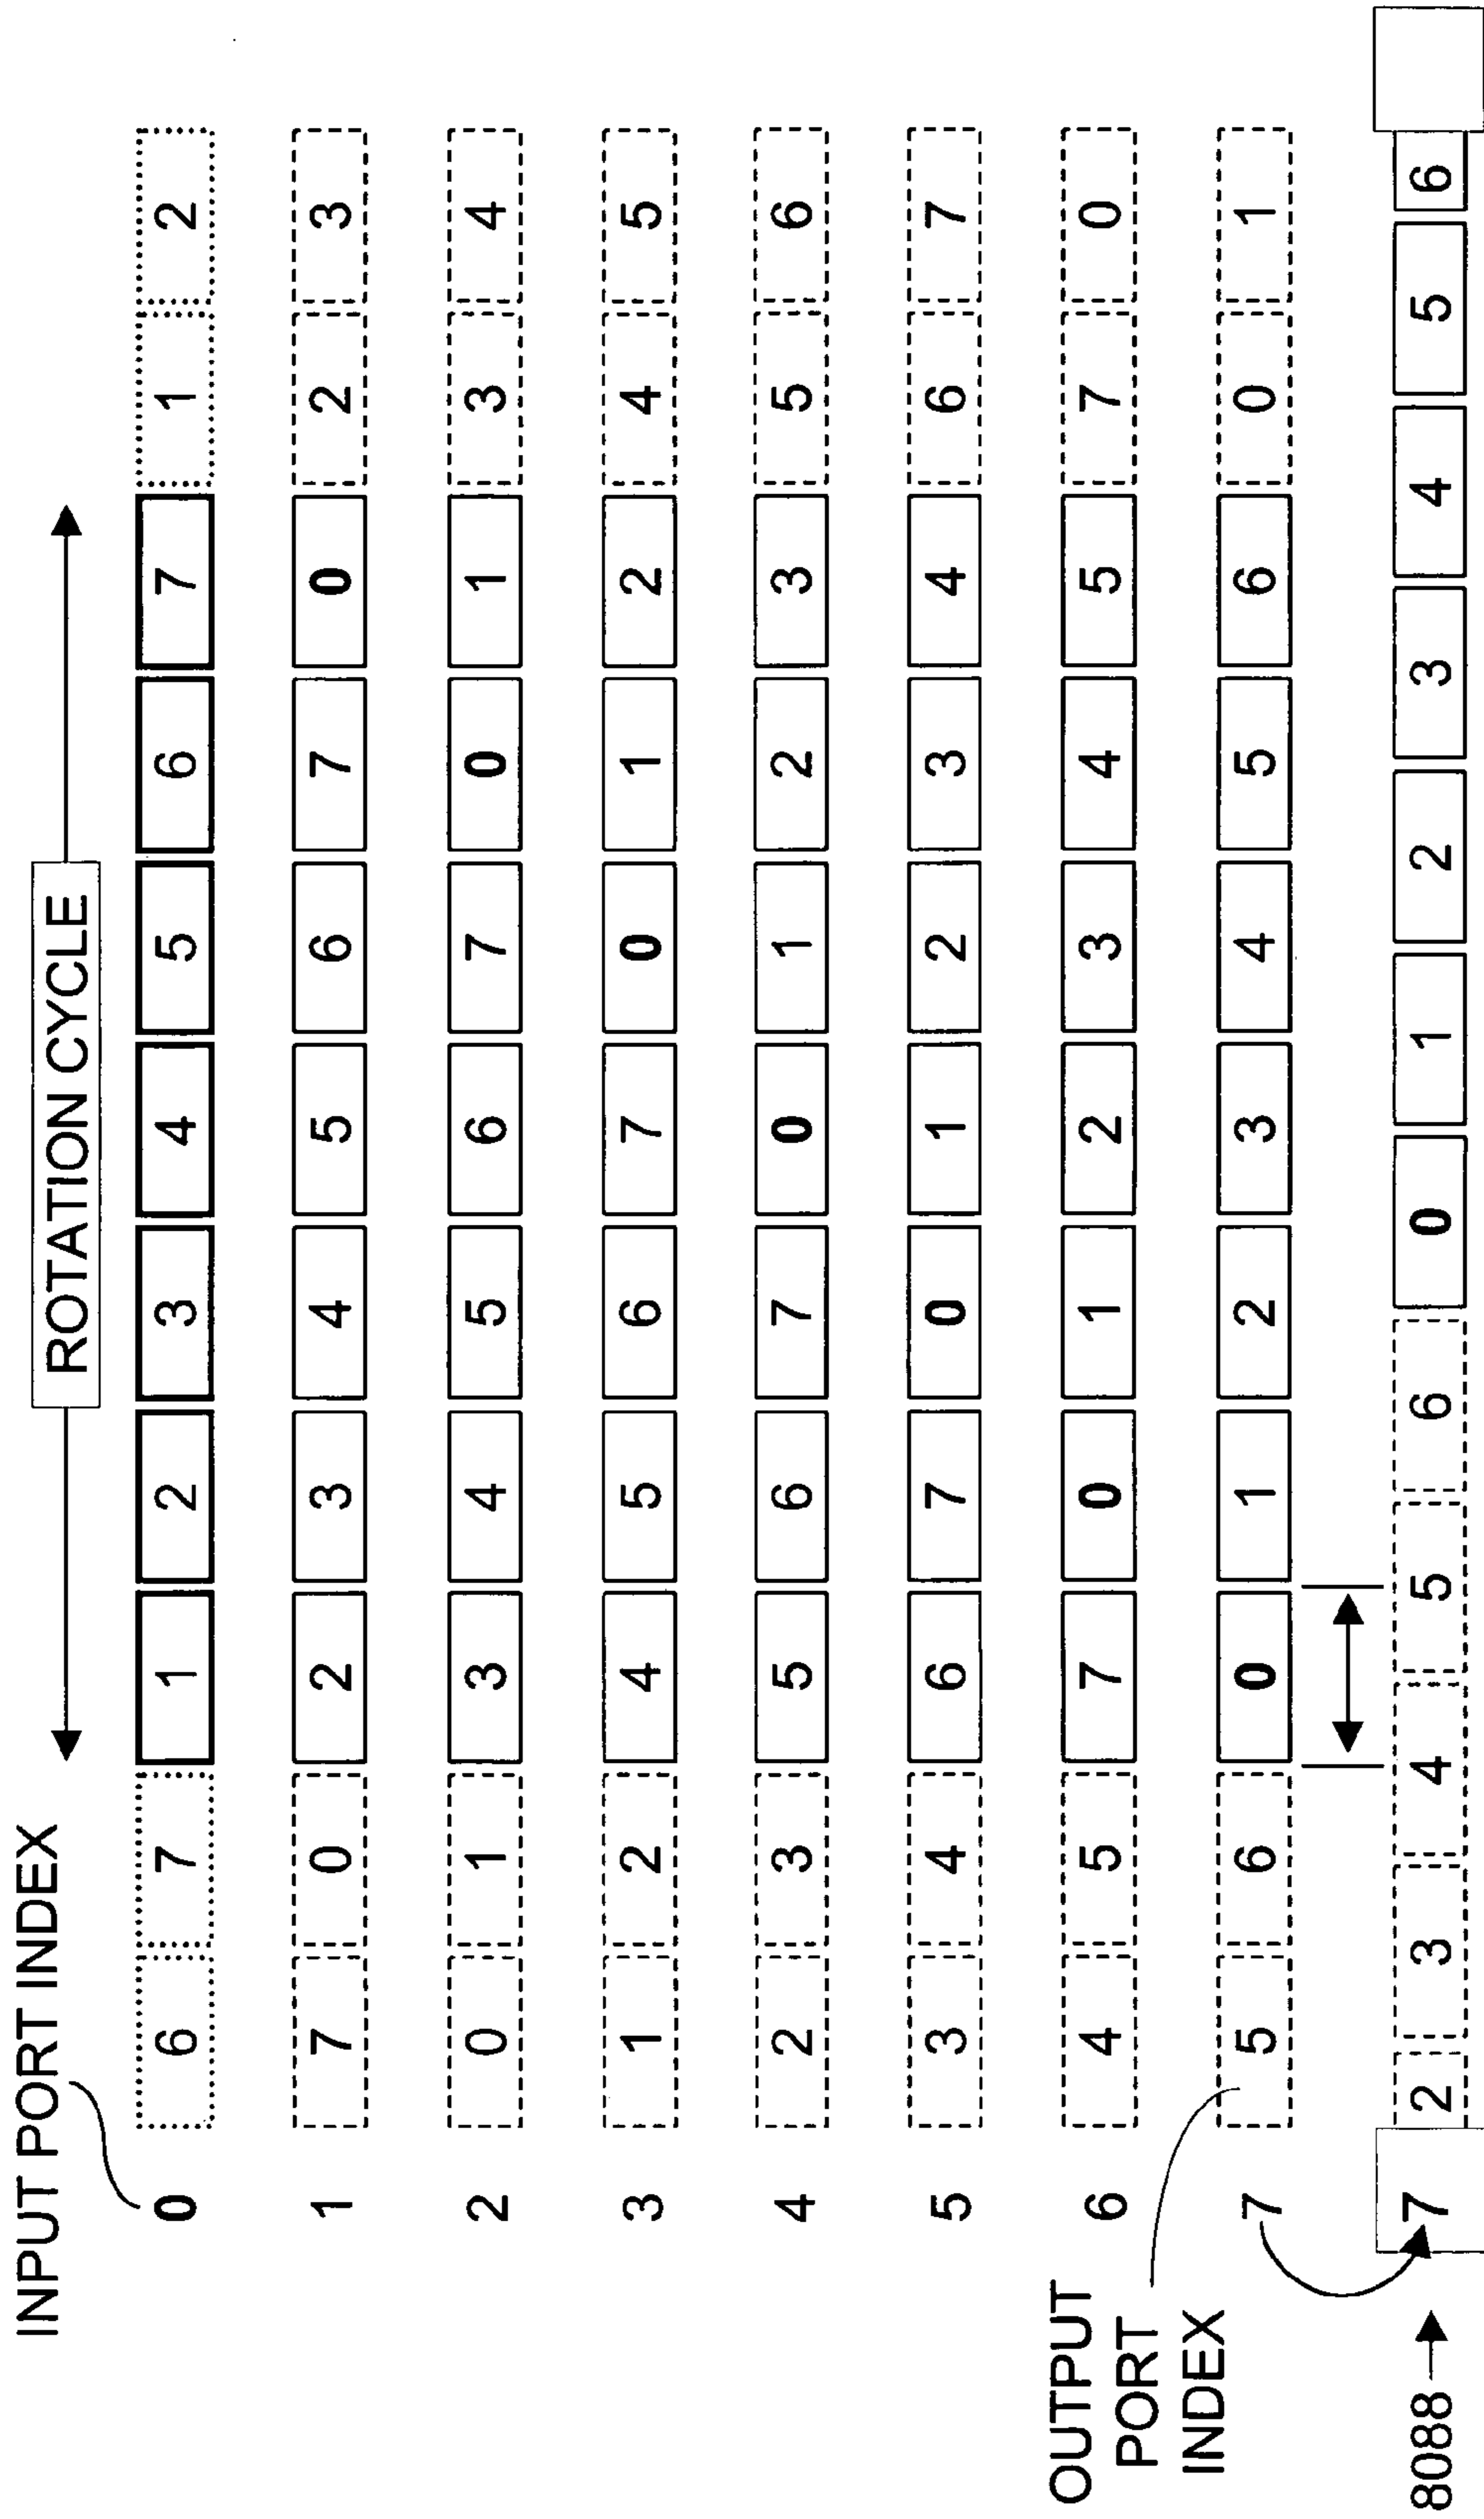 ROTATION CYCLE
INPUT PORT INDEX
0 6 7 1 2 3 4 5 6 7 1 2
1 7 0 2 3 4 5 6 7 0 2 3
2 0 1 3 4 5 6 7 0 1 3 4
3 1 2 4 5 6 7 0 1 2 4 5
4 2 3 5 6 7 0 1 2 3 5 6
5 3 4 6 7 0 1 2 3 4 6 7
6 4 5 7 0 1 2 3 4 5 7 0
7 5 6 0 1 2 3 4 5 6 0 1
OUTPUT
PORT
INDEX
8088 7 2 3 4 5 6 0 1 2 3 4 5 6